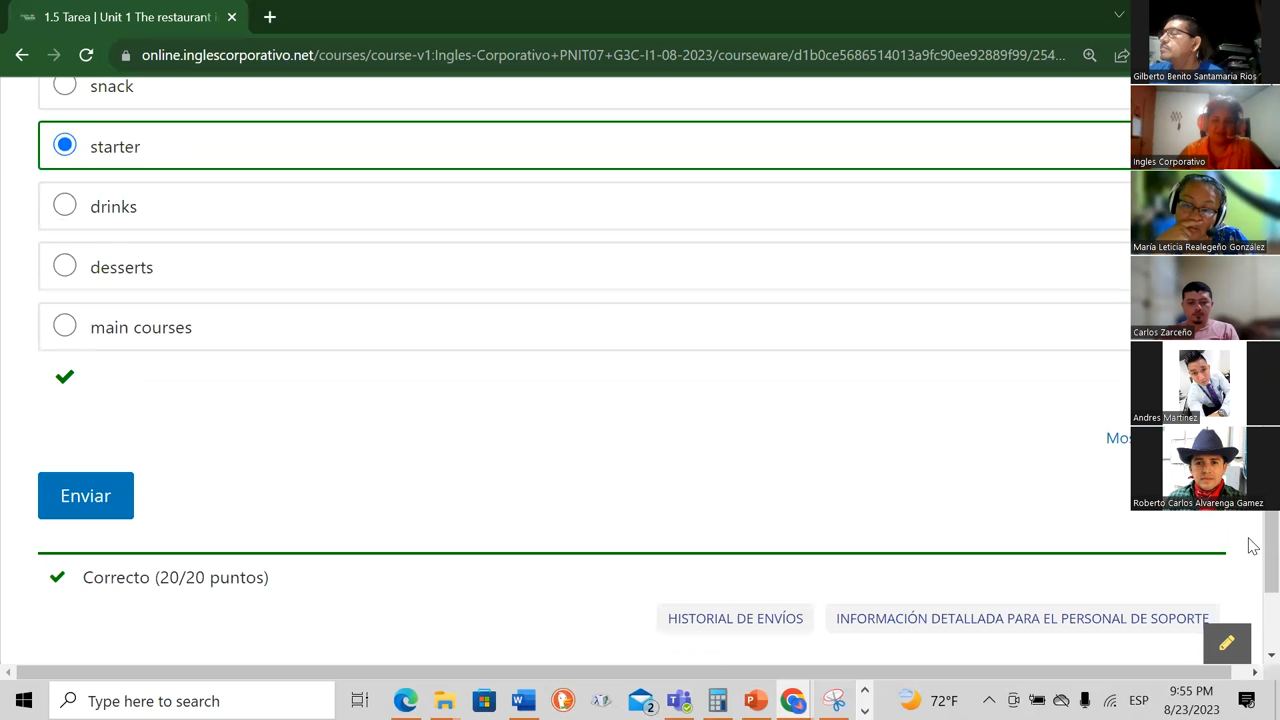 1.5 Tarea | Unit 1 The restaurant i
online.inglescorporativo.net/courses/course-v1:Ingles-Corporativo+PNIT07+G3C-I1-08-2023/courseware/d1b0ce5686514013a9fc90ee92889f99/254...
snack
starter
drinks
desserts
main courses
Mos
Enviar
Correcto (20/20 puntos)
HISTORIAL DE ENVÍOS
INFORMACIÓN DETALLADA PARA EL PERSONAL DE SOPORTE
Gilberto Benito Santamaria Rios
Ingles Corporativo
María Leticia Realegeño González
Carlos Zarceño
Andres Martinez
Roberto Carlos Alvarenga Gamez
Type here to search
2
72°F
ESP
9:55 PM
8/23/2023